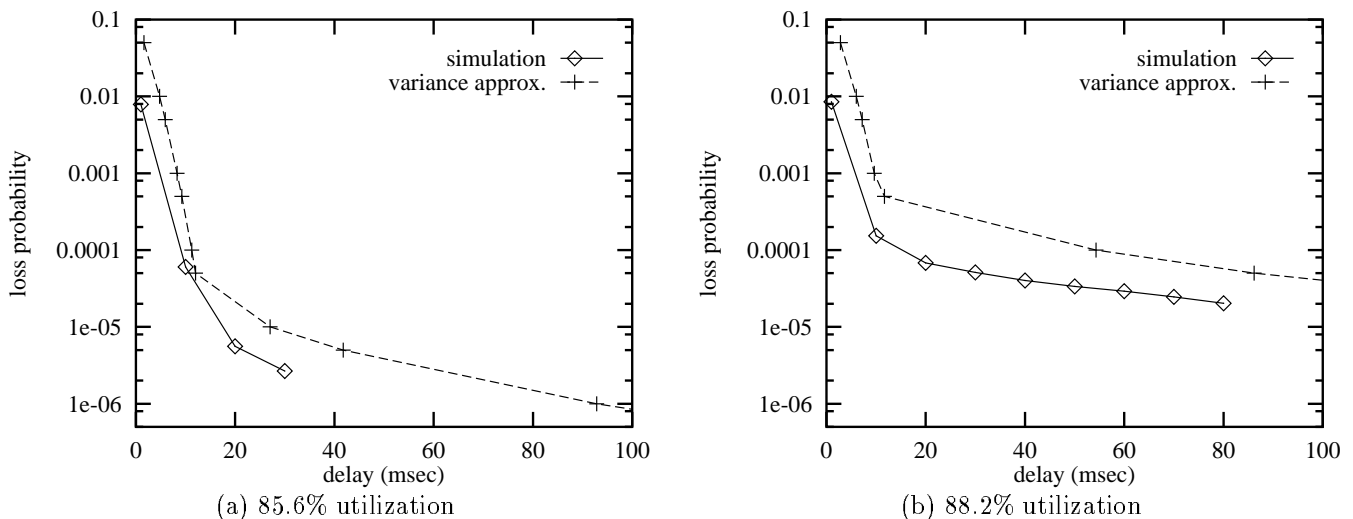 0.1
0.01
0.001
0.0001
1e-05
1e-06
loss probability
simulation
variance approx.
0 20 40 60 80 100
delay (msec)
(a) 85.6% utilization
0.1
0.01
0.001
0.0001
1e-05
1e-06
loss probability
simulation
variance approx.
0 20 40 60 80 100
delay (msec)
(b) 88.2% utilization